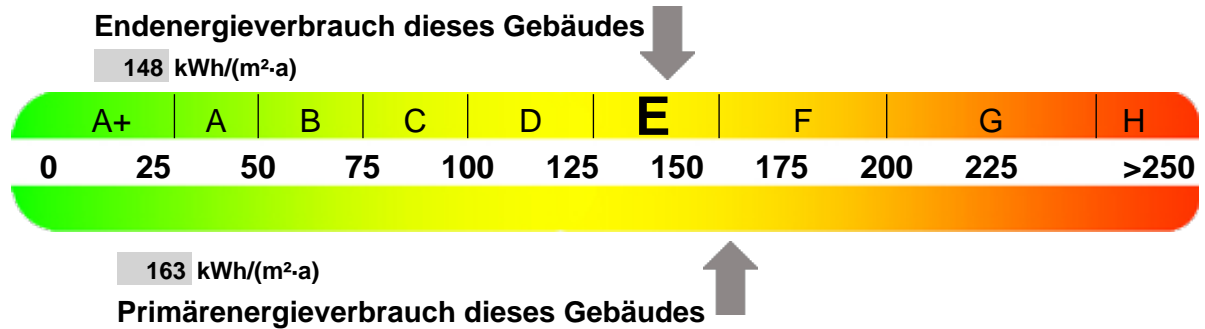 Endenergieverbrauch dieses Gebäudes
148 kWh/(m²·a)
A+ A B C D E F G H
0 25 50 75 100 125 150 175 200 225 >250
163 kWh/(m²·a)
Primärenergieverbrauch dieses Gebäudes